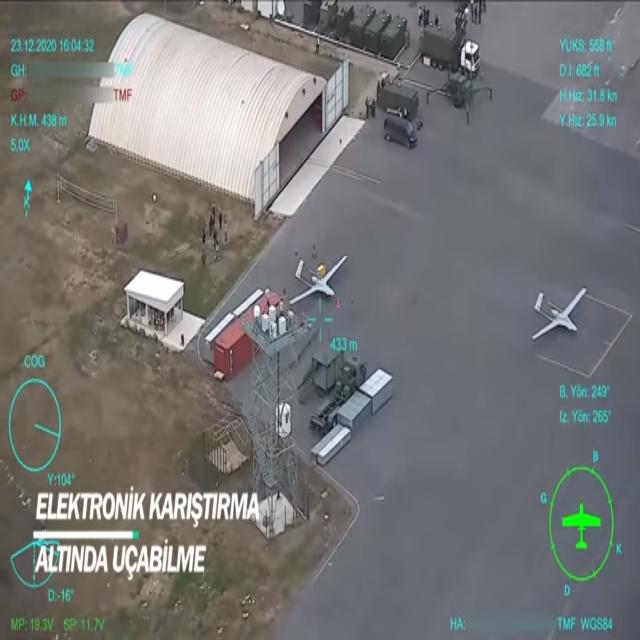 23.12.2020 16:04:32
GH: TMF
GP: TMF
K.H.M. 438 m
5.0X
YÜKS: 558 ft
D.İ: 682 ft
H.Hız: 31.8 kn
Y.Hız: 25.9 kn
K
433 m
COG
Y:104°
B. Yön: 249°
İz. Yön: 265°
B
G
K
D
ELEKTRONİK KARIŞTIRMA
ALTINDA UÇABİLME
D:-16°
MP: 19.3V SP: 11.7V
HA: TMF WGS84